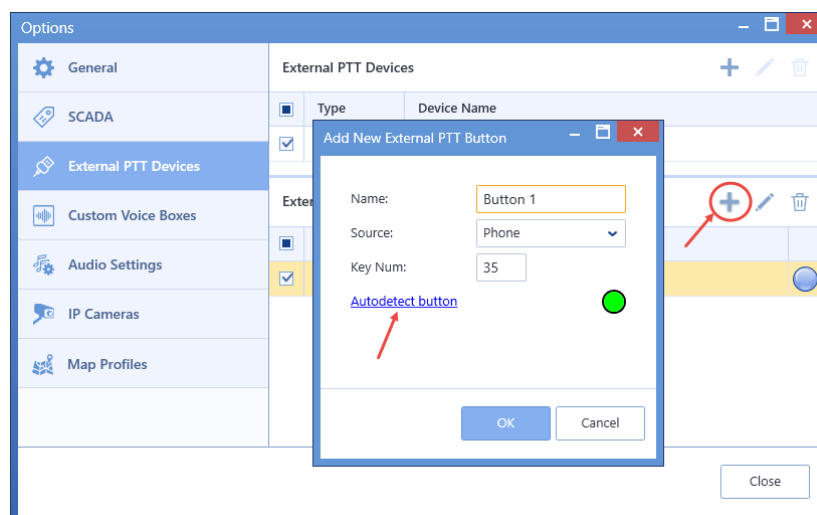 Options
General
SCADA
External PTT Devices
Custom Voice Boxes
Audio Settings
IP Cameras
Map Profiles
External PTT Devices
Type Device Name
Exter
Add New External PTT Button
Name: Button 1
Source: Phone
Key Num: 35
Autodetect button
OK Cancel
Close